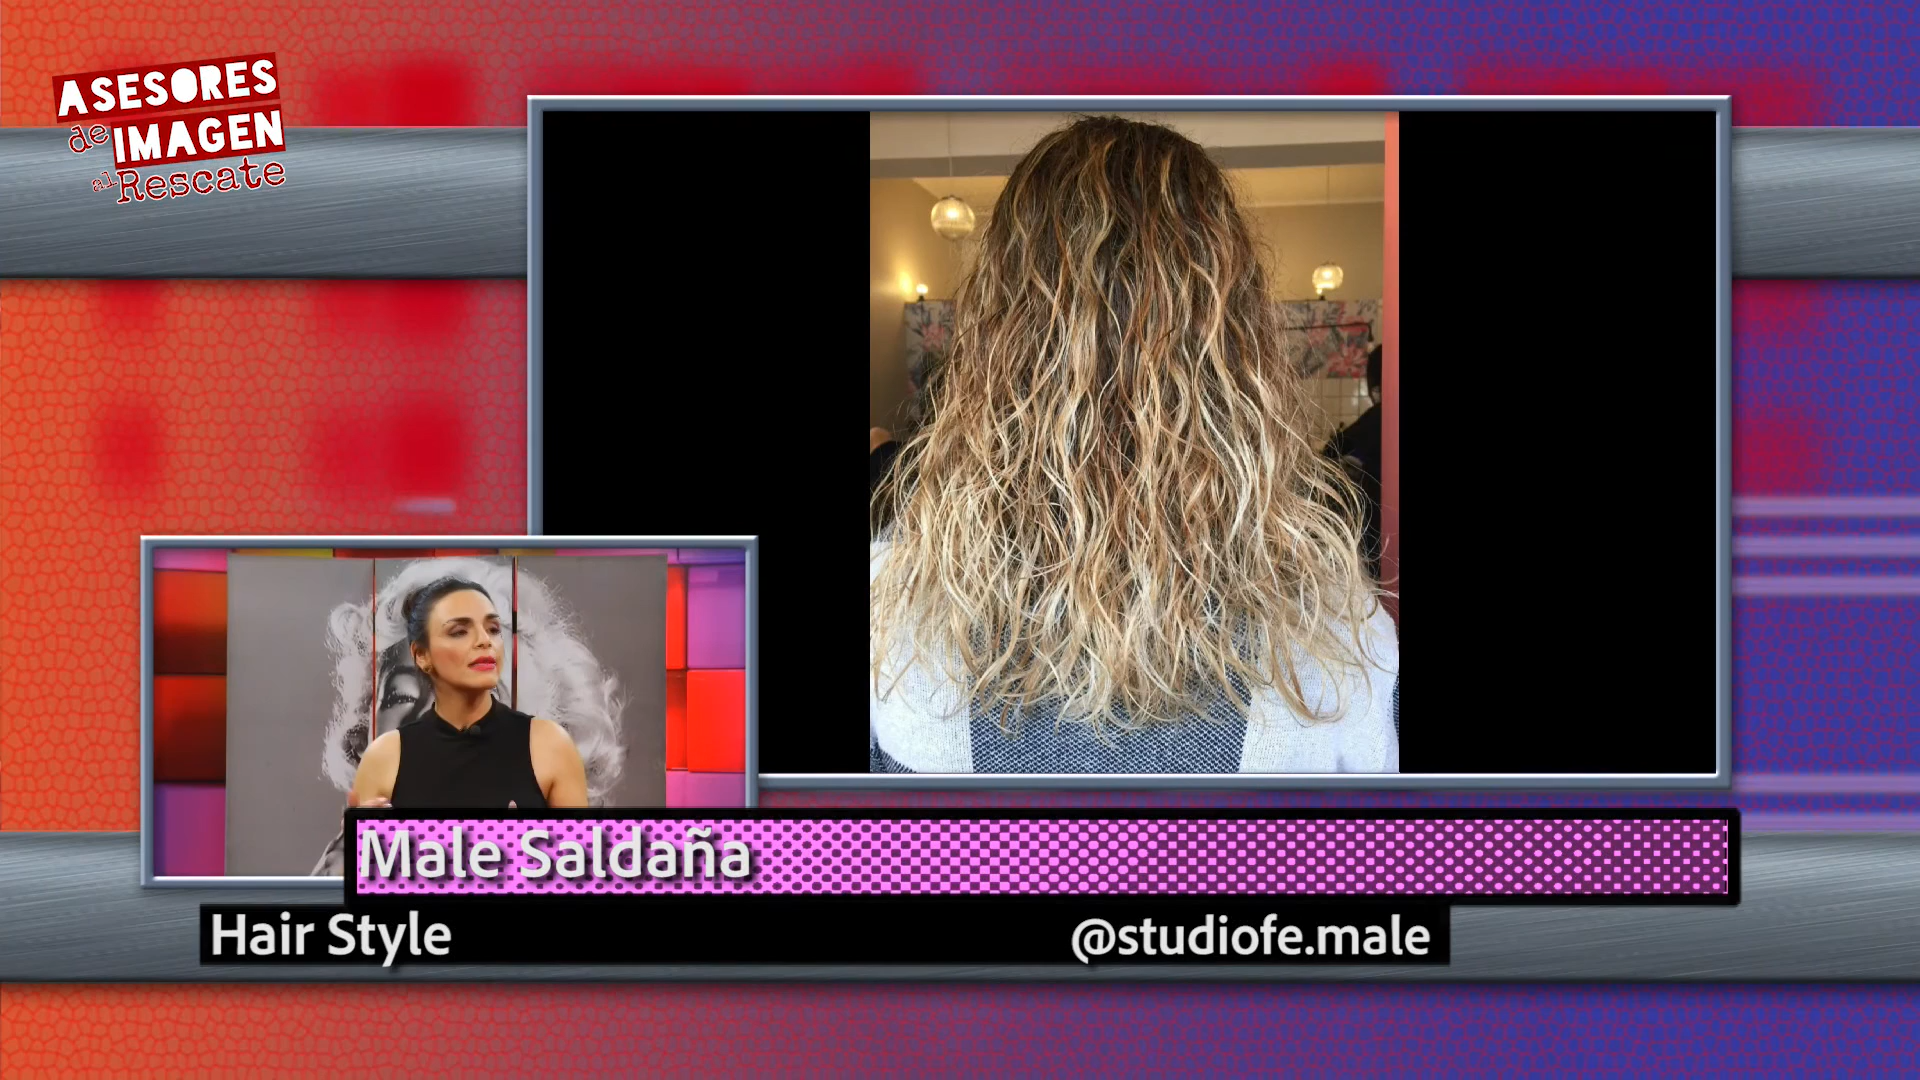 ASESORES
de IMAGEN
al Rescate
Male Saldaña
Hair Style
@studiofe.male